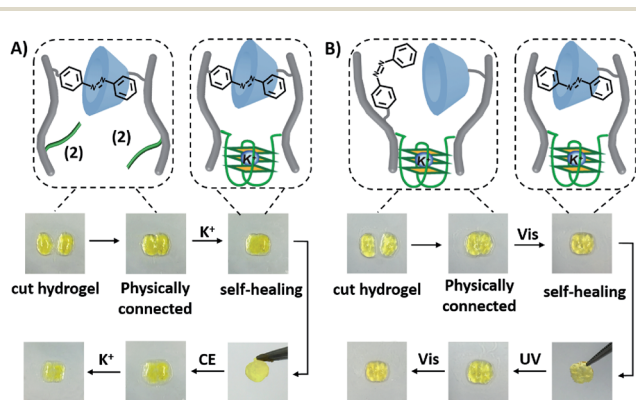 A)
N=N
(2)
(2)
K⁺
K⁺
cut hydrogel
Physically
connected
self-healing
K⁺
CE
B)
N=N
K⁺
N=N
K⁺
Vis
cut hydrogel
Physically
connected
self-healing
Vis
UV